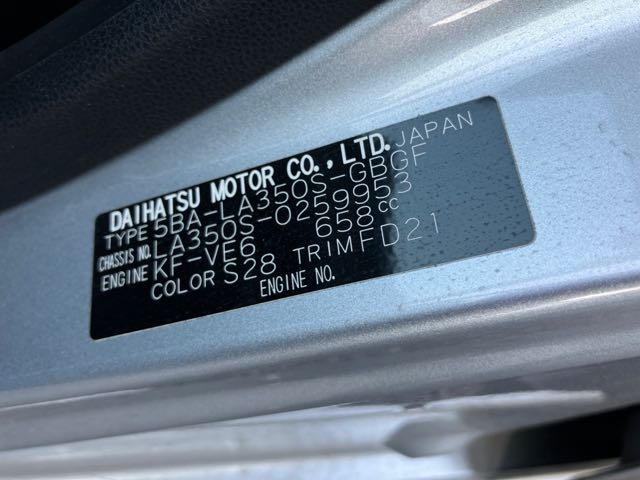 DAIHATSU MOTOR CO., LTD. JAPAN
TYPE 5BA-LA350S-GBGF
CHASSIS NO. LA350S-0259953
ENGINE KF-VE6 658cc
COLOR S28 TRIM FD21
ENGINE NO.